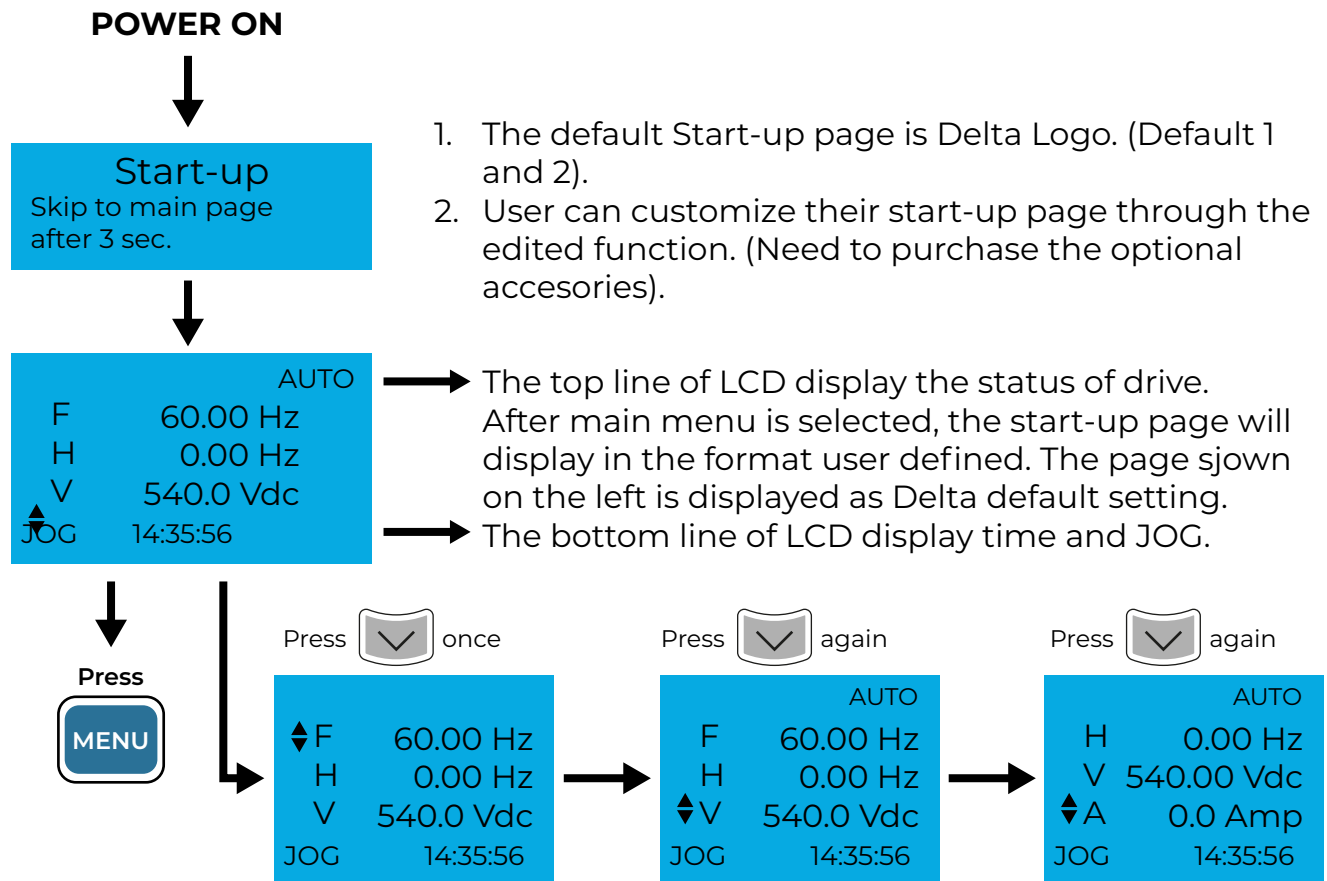 POWER ON
Start-up
Skip to main page
after 3 sec.
1. The default Start-up page is Delta Logo. (Default 1
and 2).
2. User can customize their start-up page through the
edited function. (Need to purchase the optional
accesories).
AUTO
F 60.00 Hz
H 0.00 Hz
V 540.0 Vdc
JOG 14:35:56
The top line of LCD display the status of drive.
After main menu is selected, the start-up page will
display in the format user defined. The page sjown
on the left is displayed as Delta default setting.
The bottom line of LCD display time and JOG.
Press
MENU
Press once
F 60.00 Hz
H 0.00 Hz
V 540.0 Vdc
JOG 14:35:56
Press again
AUTO
F 60.00 Hz
H 0.00 Hz
V 540.0 Vdc
JOG 14:35:56
Press again
AUTO
H 0.00 Hz
V 540.00 Vdc
A 0.0 Amp
JOG 14:35:56